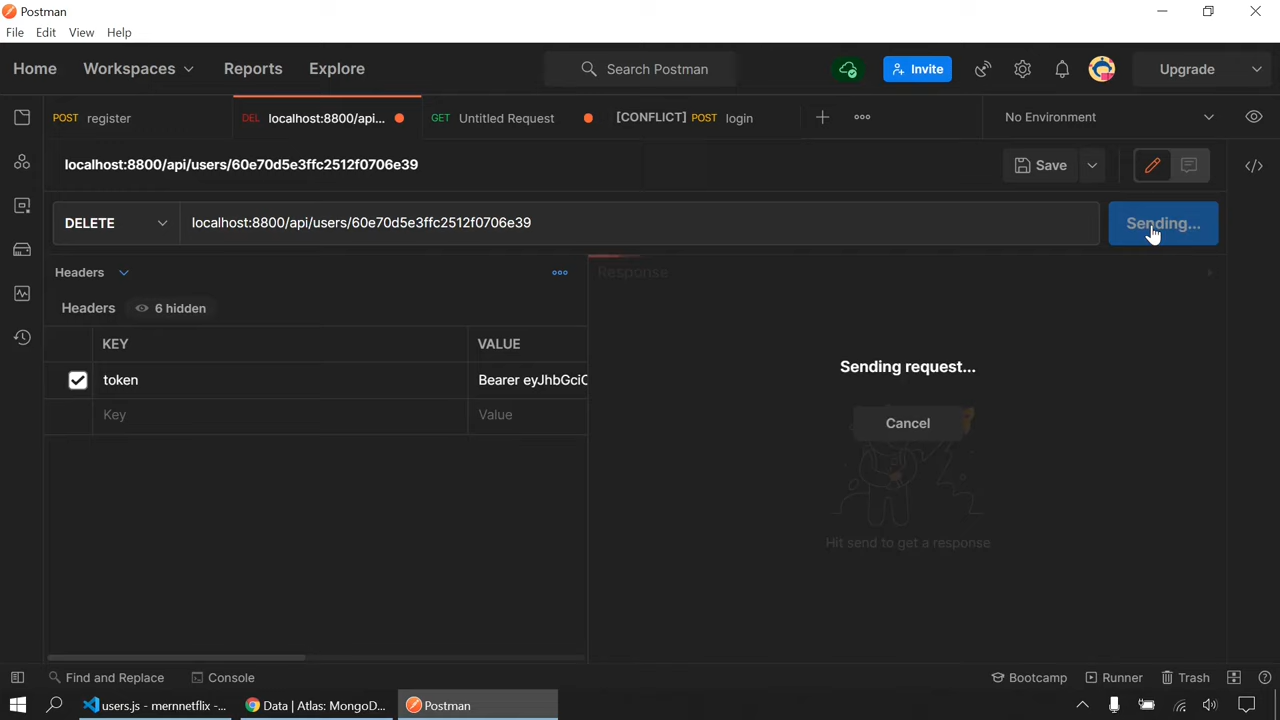 Postman
File Edit View Help
Home Workspaces Reports Explore Search Postman Invite Upgrade
POST register DEL localhost:8800/api... GET Untitled Request [CONFLICT] POST login No Environment
localhost:8800/api/users/60e70d5e3ffc2512f0706e39 Save
DELETE localhost:8800/api/users/60e70d5e3ffc2512f0706e39 Sending...
Headers Response
Headers 6 hidden
KEY VALUE
token Bearer eyJhbGciO
Key Value
Sending request...
Cancel
Hit send to get a response
Find and Replace Console Bootcamp Runner Trash
users.js - mernnetflix -... Data | Atlas: MongoD... Postman